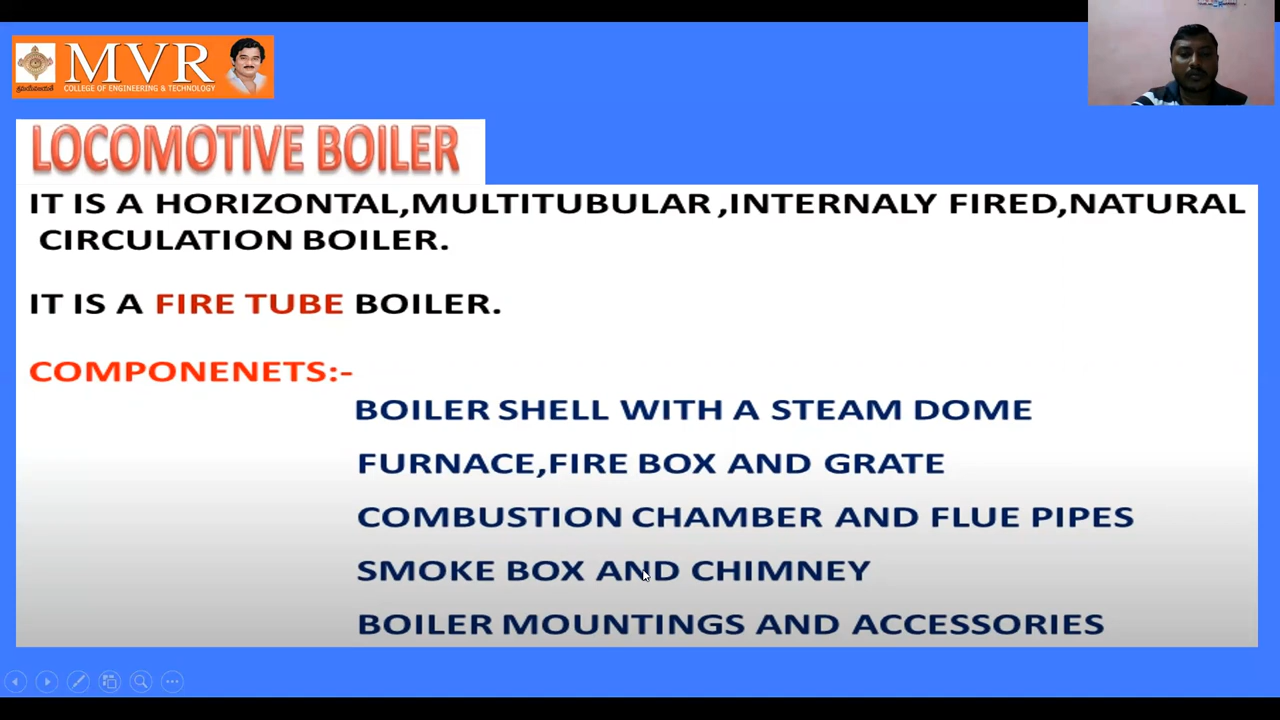 MVR
COLLEGE OF ENGINEERING & TECHNOLOGY
LOCOMOTIVE BOILER
IT IS A HORIZONTAL,MULTITUBULAR ,INTERNALY FIRED,NATURAL
CIRCULATION BOILER.
IT IS A FIRE TUBE BOILER.
COMPONENETS:-
BOILER SHELL WITH A STEAM DOME
FURNACE,FIRE BOX AND GRATE
COMBUSTION CHAMBER AND FLUE PIPES
SMOKE BOX AND CHIMNEY
BOILER MOUNTINGS AND ACCESSORIES